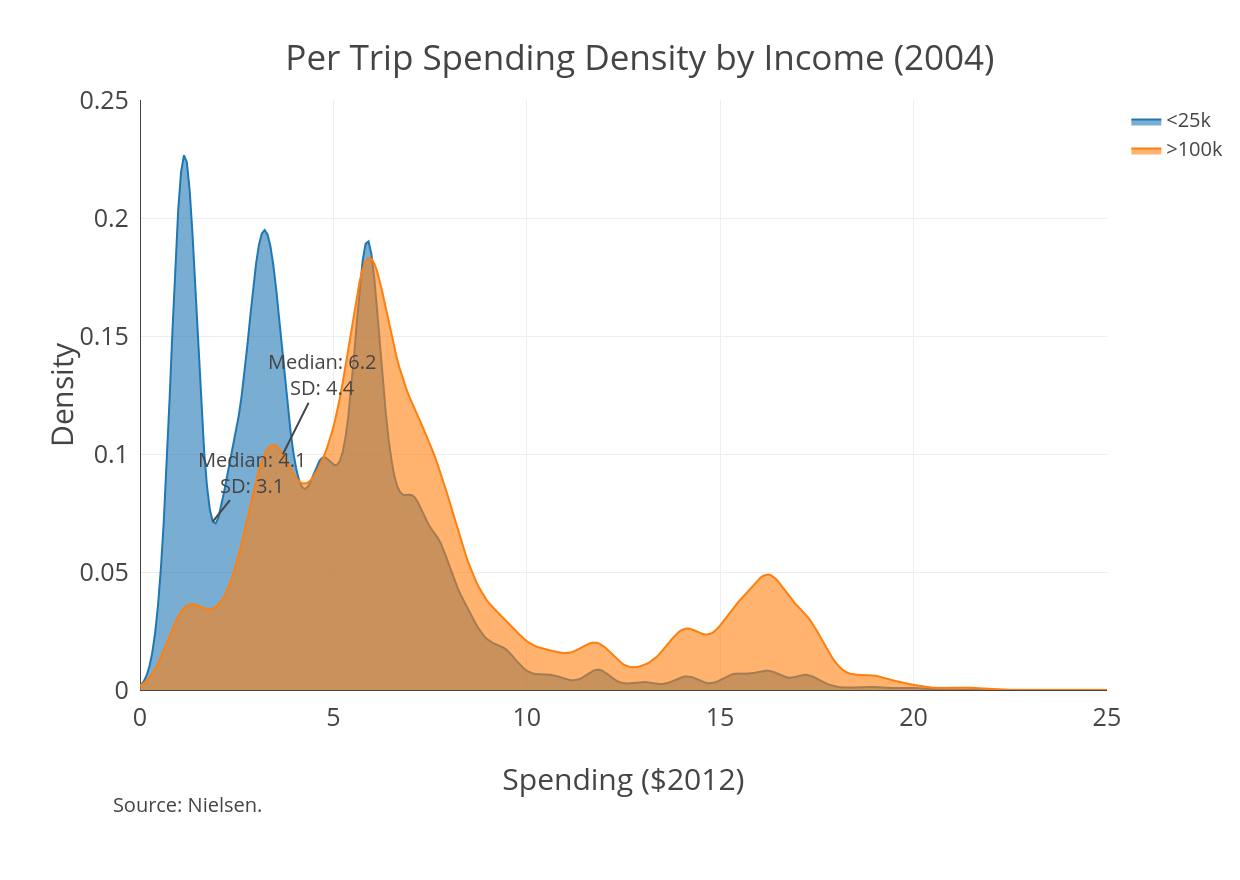 Per Trip Spending Density by Income (2004)
0.25
0.2
0.15
0.1
0.05
0
Density
<25k
>100k
Median: 6.2
SD: 4.4
Median: 4.1
SD: 3.1
0
5
10
15
20
25
Spending ($2012)
Source: Nielsen.